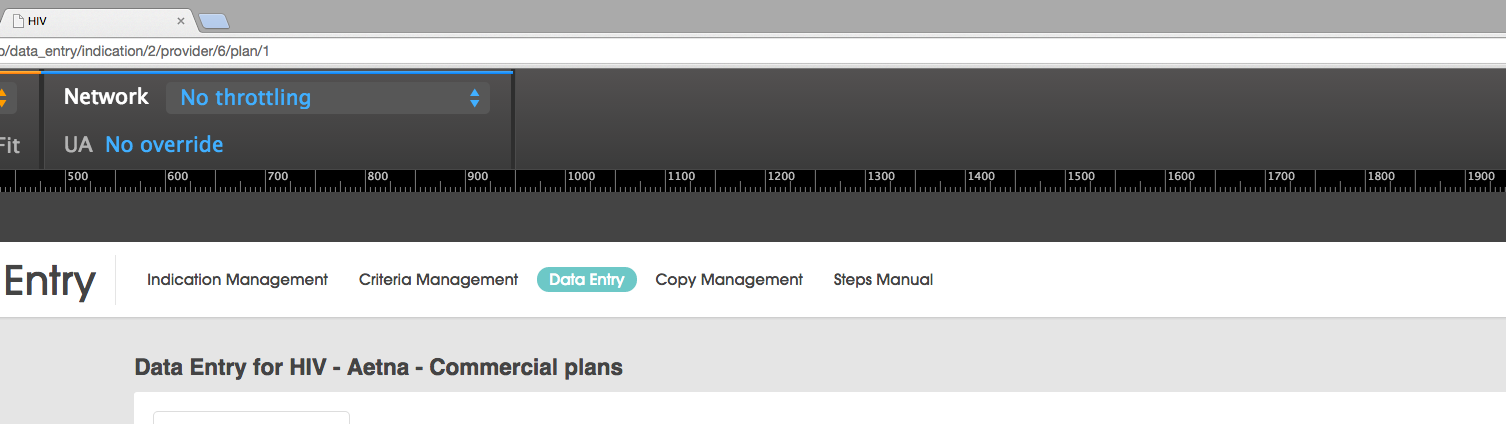 HIV
/data_entry/indication/2/provider/6/plan/1
Network No throttling
Fit UA No override
500 600 700 800 900 1000 1100 1200 1300 1400 1500 1600 1700 1800 1900
Entry Indication Management Criteria Management Data Entry Copy Management Steps Manual
Data Entry for HIV - Aetna - Commercial plans